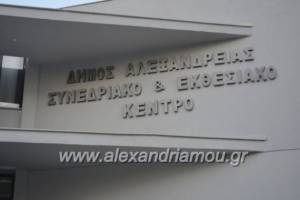 ΔΗΜΟΣ ΑΛΕΞΑΝΔΡΕΙΑΣ
ΣΥΝΕΔΡΙΑΚΟ & ΕΚΘΕΣΙΑΚΟ
ΚΕΝΤΡΟ
www.alexandriamou.gr